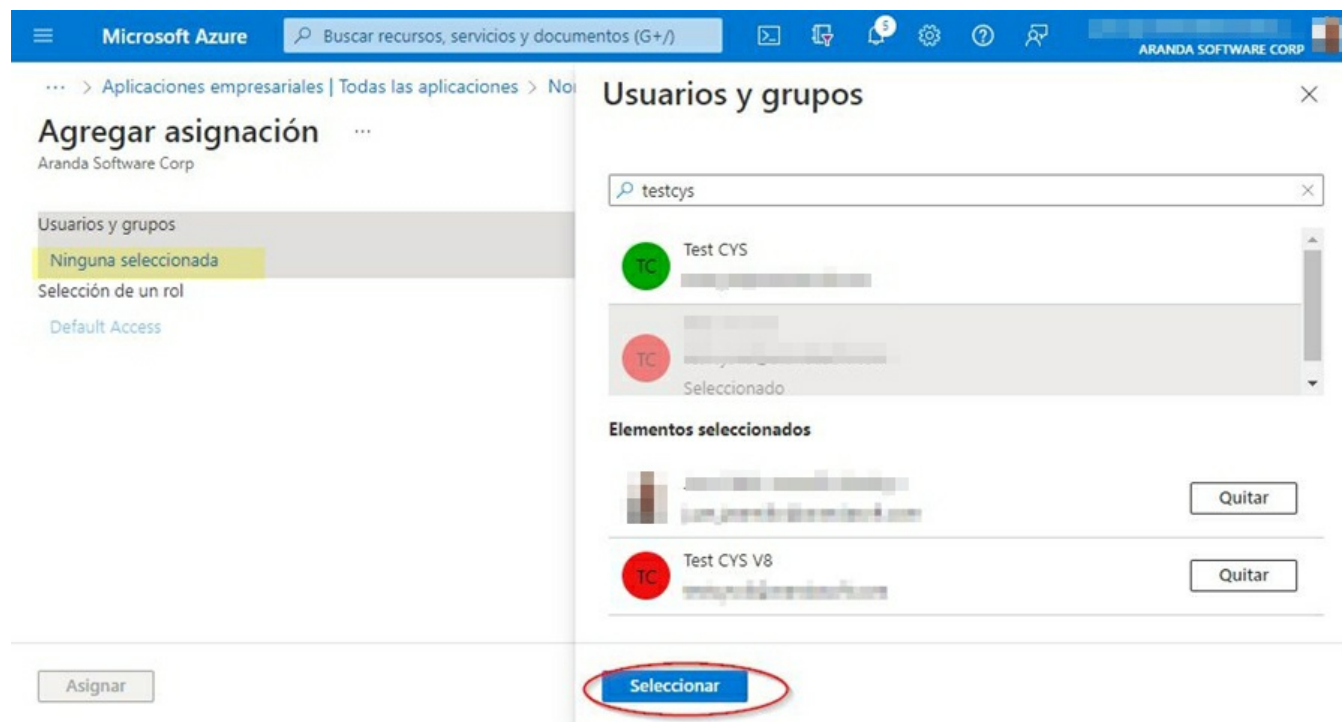 Microsoft Azure
Buscar recursos, servicios y documentos (G+/)
5
ARANDA SOFTWARE CORP
··· > Aplicaciones empresariales | Todas las aplicaciones >
Agregar asignación ···
Aranda Software Corp
Usuarios y grupos
Ninguna seleccionada
Selección de un rol
Default Access
Asignar
Usuarios y grupos
testcys
TC
Test CYS
TC
Seleccionado
Elementos seleccionados
Quitar
TC
Test CYS V8
Quitar
Seleccionar